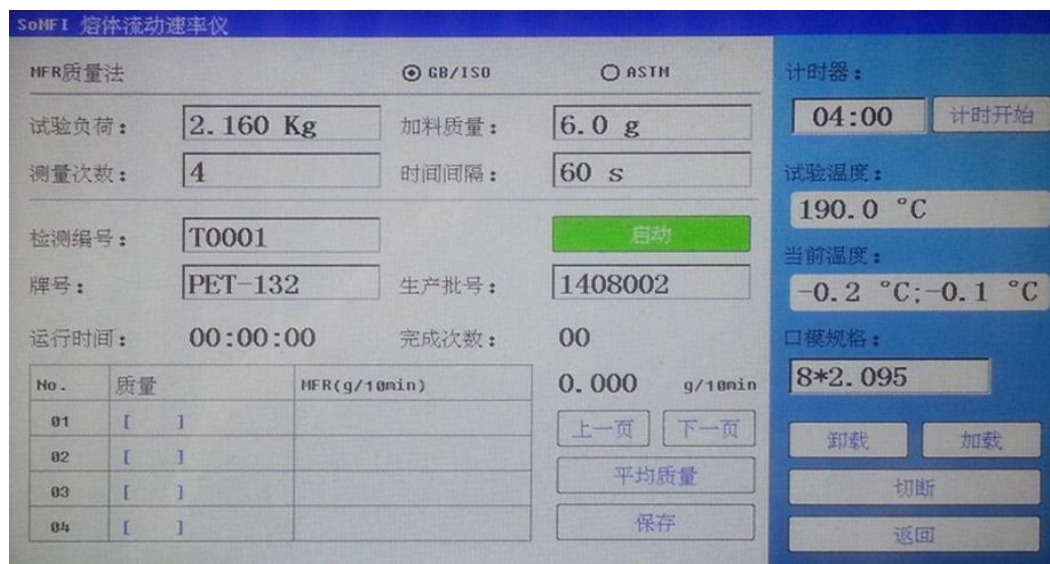 SoMFI 熔体流动速率仪
MFR质量法 GB/ISO ASTM
试验负荷： 2.160 Kg 加料质量： 6.0 g
测量次数： 4 时间间隔： 60 s
检测编号： T0001 启动
牌号： PET-132 生产批号： 1408002
运行时间： 00:00:00 完成次数： 00
No. 质量 MFR(g/10min) 0.000 g/10min
01 [ ]
02 [ ]
03 [ ]
04 [ ]
上一页 下一页
平均质量
保存
计时器：
04:00 计时开始
试验温度：
190.0 °C
当前温度：
-0.2 °C;-0.1 °C
口模规格：
8*2.095
卸载 加载
切断
返回